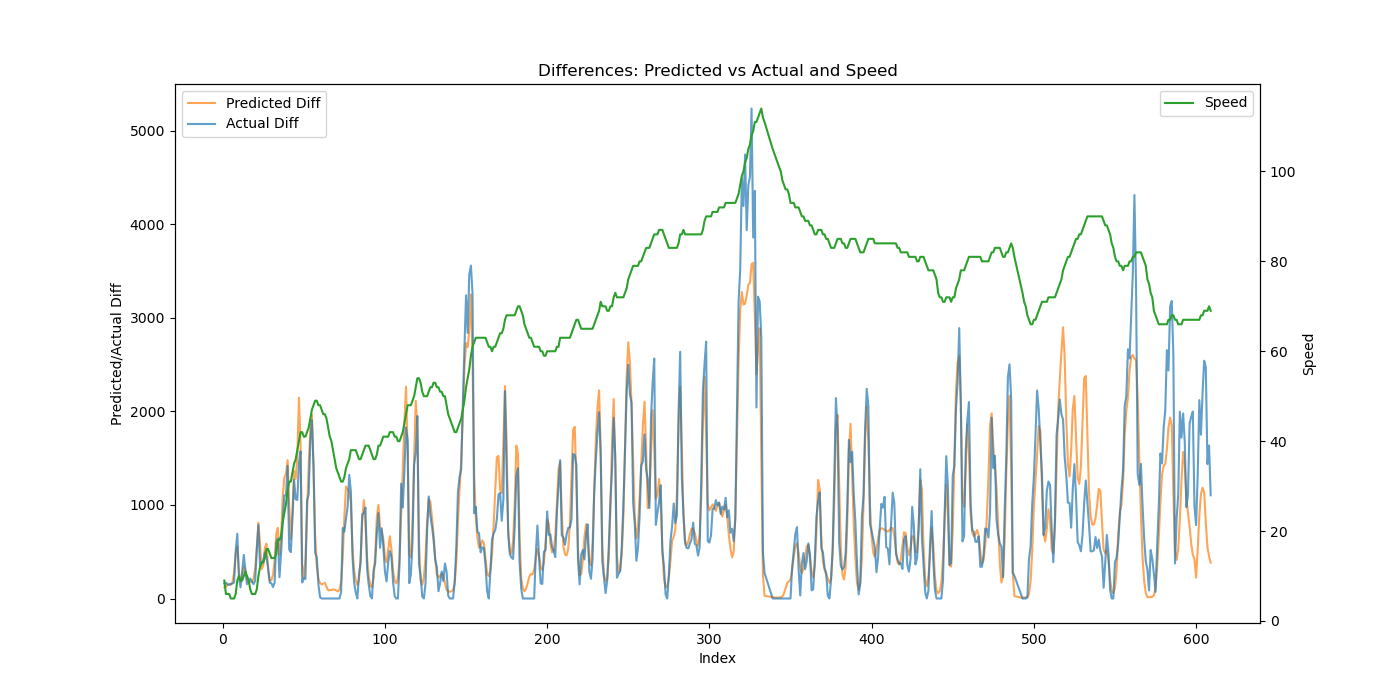 Differences: Predicted vs Actual and Speed
Predicted Diff
Actual Diff
Speed
5000
4000
3000
2000
1000
0
Predicted/Actual Diff
100
80
60
40
20
0
Speed
0 100 200 300 400 500 600
Index